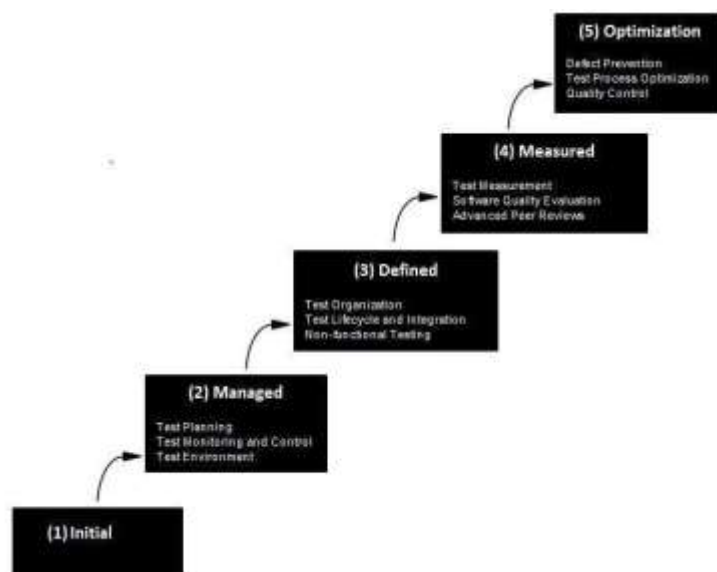 (5) Optimization
Defect Prevention
Test Process Optimization
Quality Control
(4) Measured
Test Measurement
Software Quality Evaluation
Advanced Peer Reviews
(3) Defined
Test Organization
Test Lifecycle and Integration
Non-functional Testing
(2) Managed
Test Planning
Test Monitoring and Control
Test Environment
(1) Initial